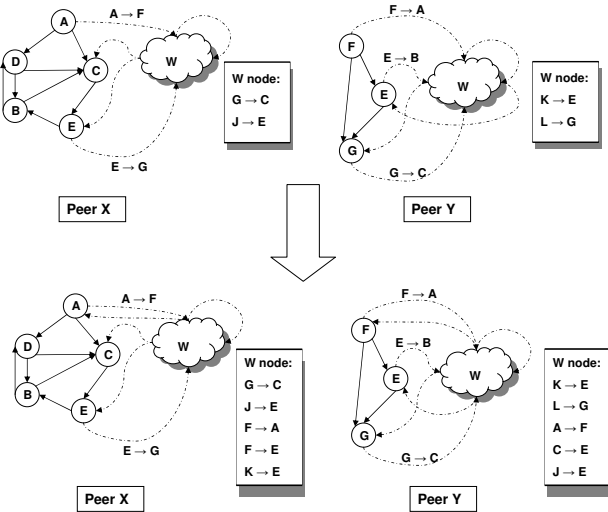 A → F
F → A
A
D
C
B
E
W
E → G
W node:
G → C
J → E
F
E → B
E
W
G
G → C
W node:
K → E
L → G
Peer X
Peer Y
A → F
F → A
A
D
C
B
E
W
E → G
W node:
G → C
J → E
F → A
F → E
K → E
F
E → B
E
W
G
G → C
W node:
K → E
L → G
A → F
C → E
J → E
Peer X
Peer Y